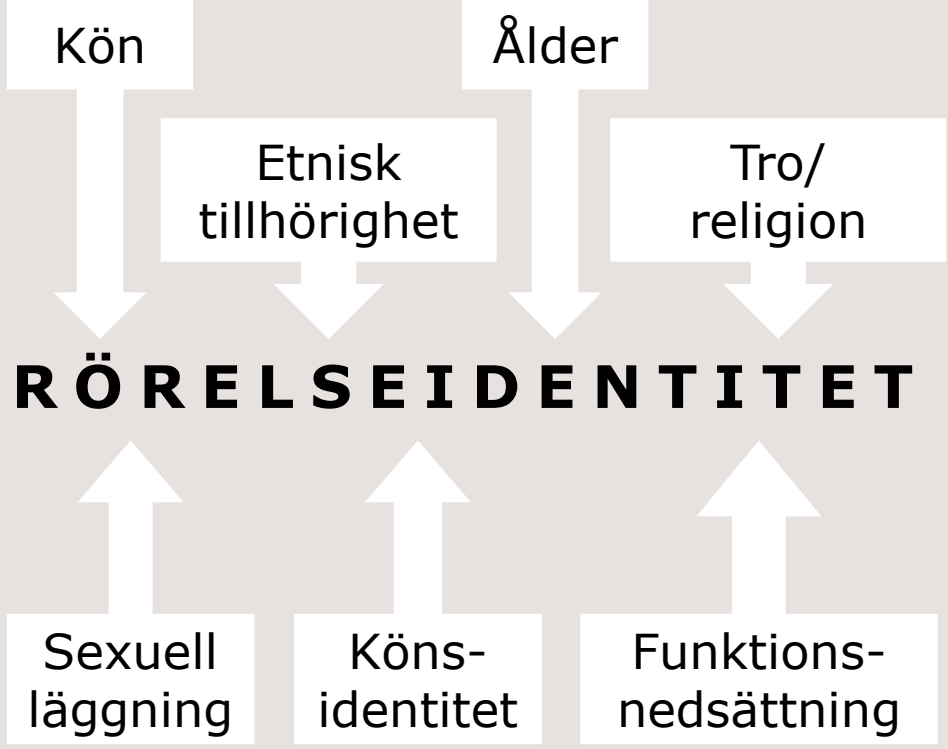 Kön
Ålder
Etnisk
tillhörighet
Tro/
religion
RÖRELSEIDENTITET
Sexuell
läggning
Köns-
identitet
Funktions-
nedsättning